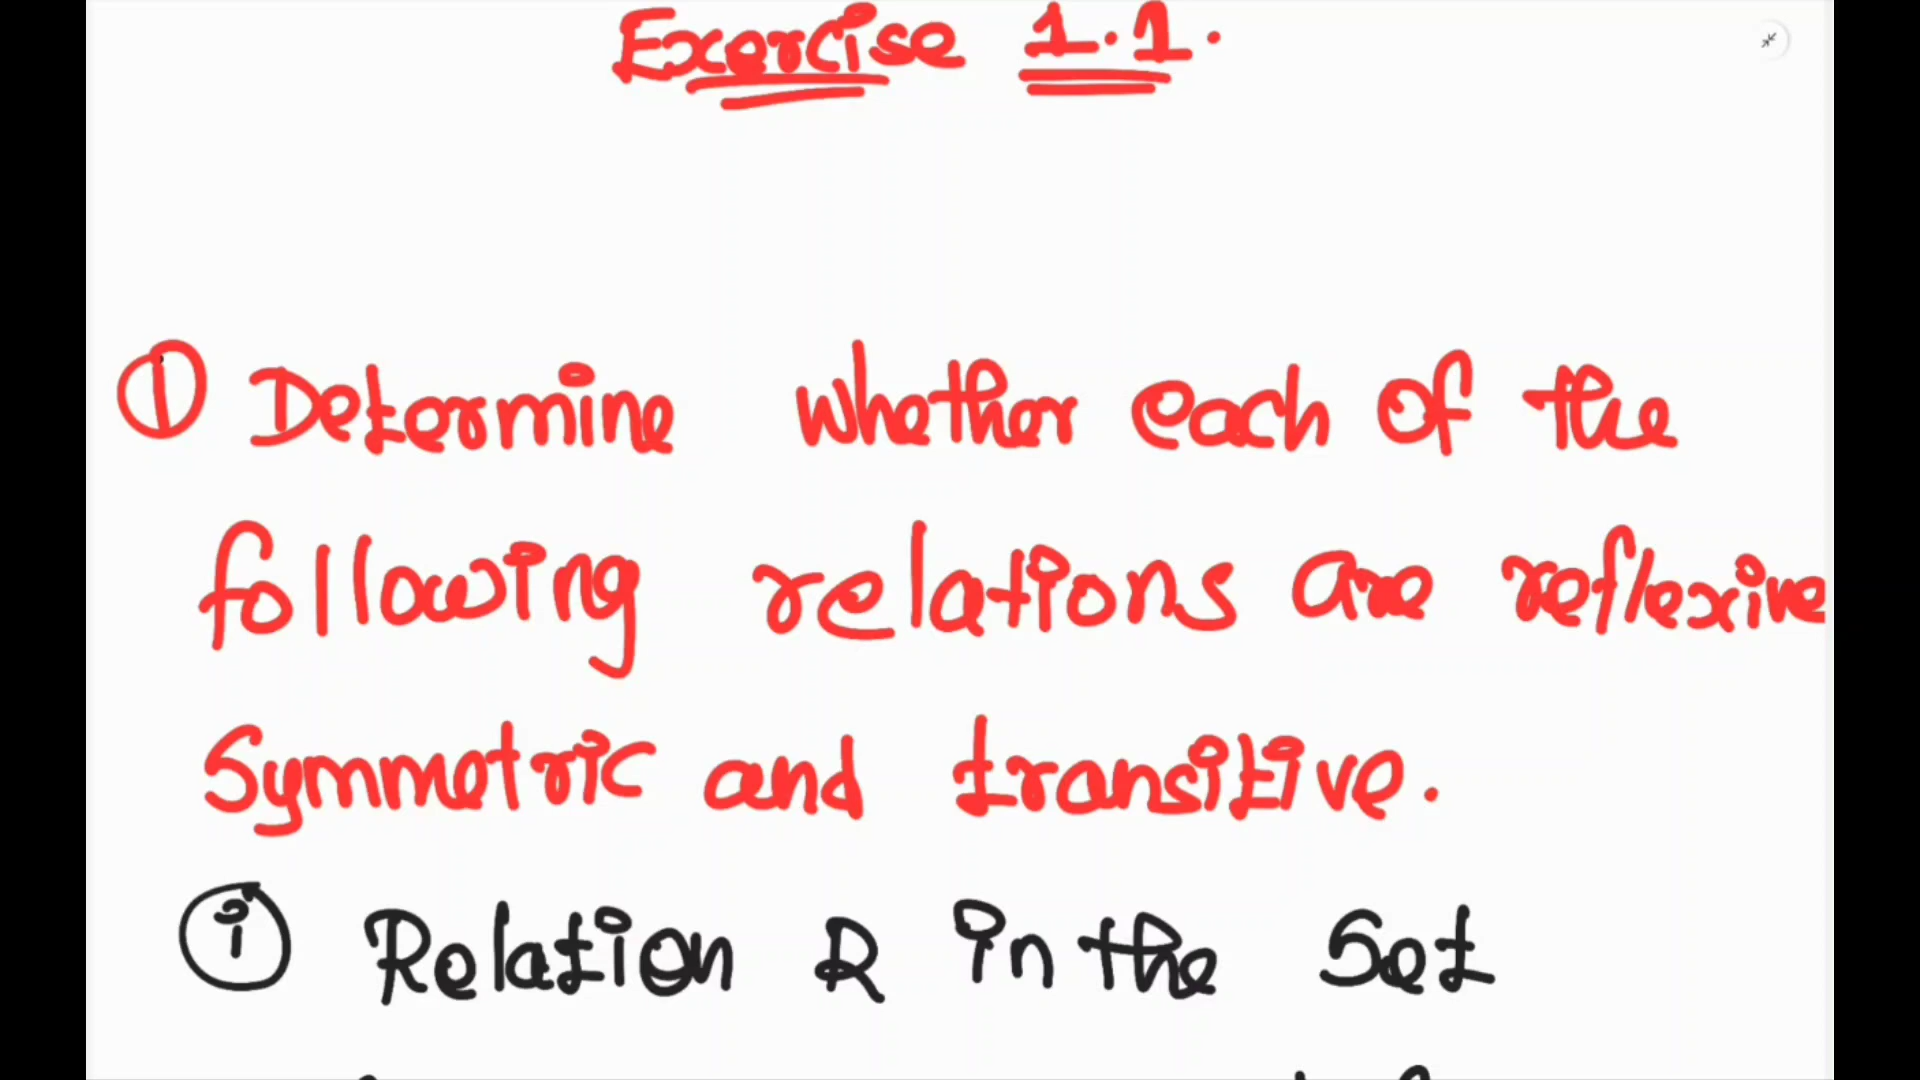 Exercise 1.1.
① Determine whether each of the
following relations are reflexive
Symmetric and transitive.
ⓘ Relation R in the Set